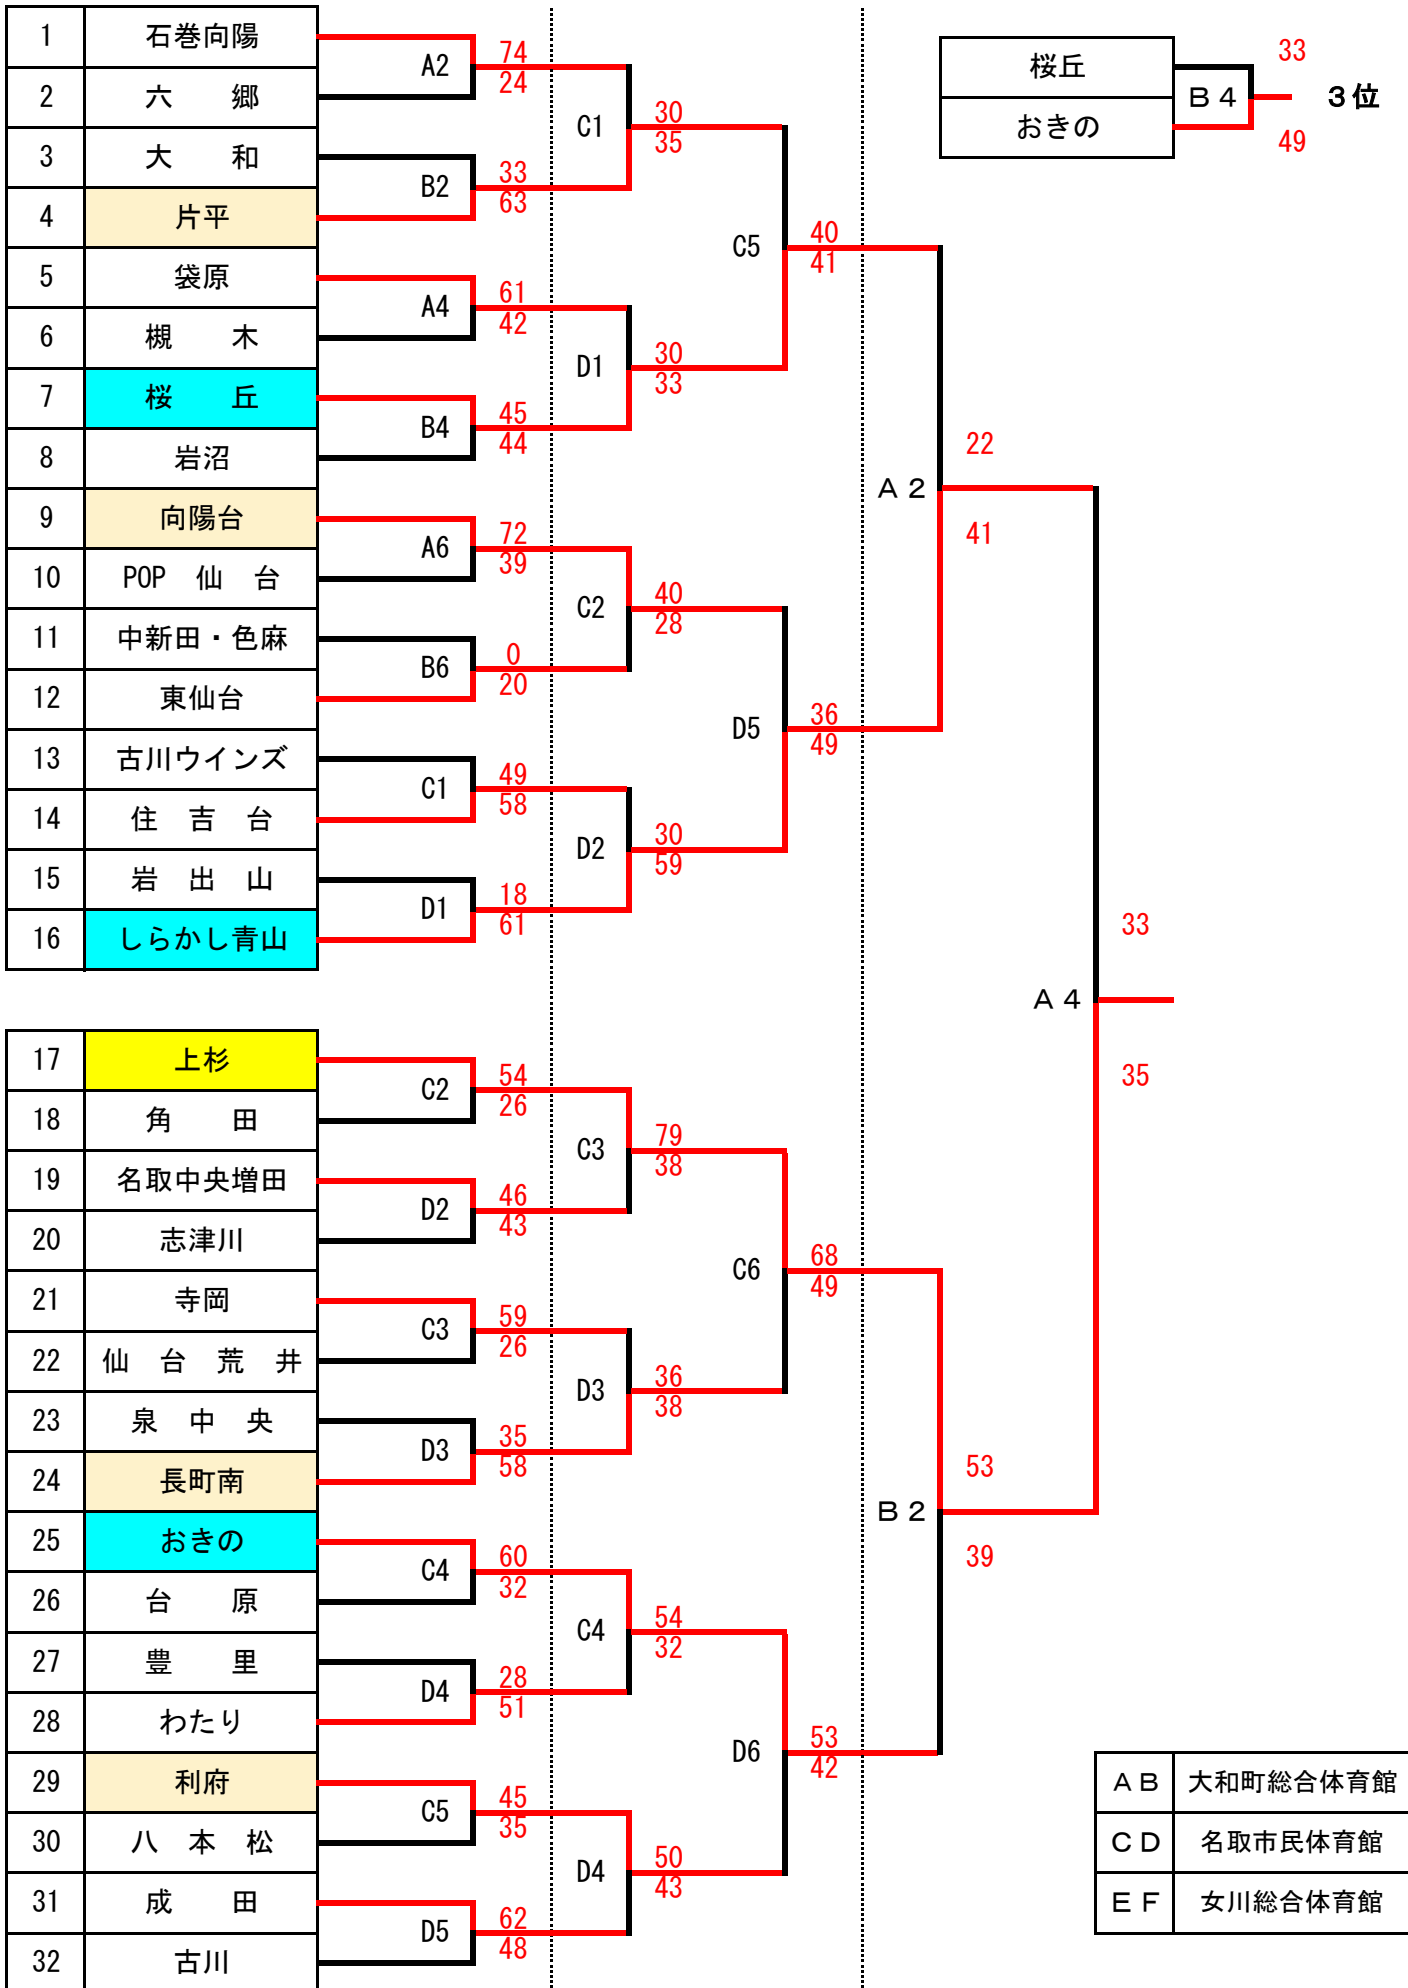 1 石巻向陽
2 六　郷
3 大　和
4 片平
5 袋原
6 槻　木
7 桜　丘
8 岩沼
9 向陽台
10 POP 仙 台
11 中新田・色麻
12 東仙台
13 古川ウインズ
14 住 吉 台
15 岩 出 山
16 しらかし青山
17 上杉
18 角　田
19 名取中央増田
20 志津川
21 寺岡
22 仙 台 荒 井
23 泉 中 央
24 長町南
25 おきの
26 台　原
27 豊　里
28 わたり
29 利府
30 八 本 松
31 成　田
32 古川
A2 74
24
B2 33
63
A4 61
42
B4 45
44
A6 72
39
B6 0
20
C1 49
58
D1 18
61
C2 54
26
D2 46
43
C3 59
26
D3 35
58
C4 60
32
D4 28
51
C5 45
35
D5 62
48
C1 30
35
D1 30
33
C2 40
28
D2 30
59
C3 79
38
D3 36
38
C4 54
32
D4 50
43
C5 40
41
D5 36
49
C6 68
49
D6 53
42
A 2 22
41
B 2 53
39
A 4 33
35
桜丘
おきの
B 4 33
49
3位
A B 大和町総合体育館
C D 名取市民体育館
E F 女川総合体育館